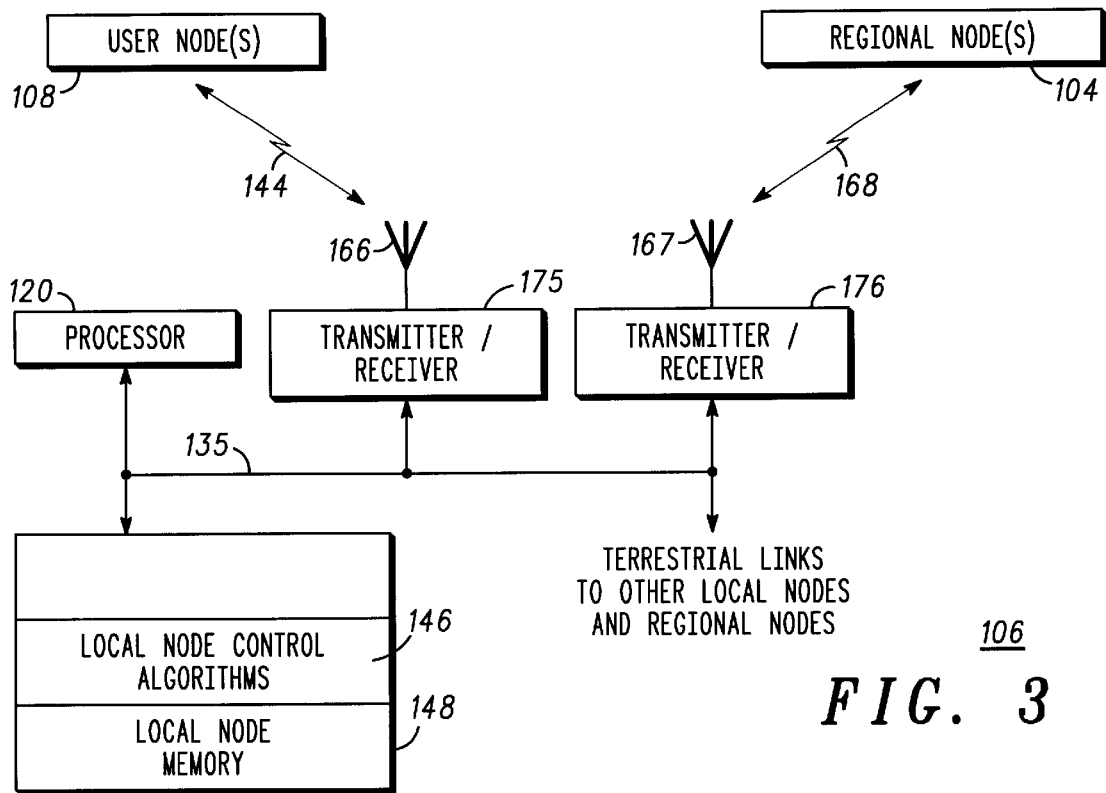 USER NODE(S)
REGIONAL NODE(S)
108
104
144
168
166
167
120
175
176
PROCESSOR
TRANSMITTER /
RECEIVER
TRANSMITTER /
RECEIVER
135
TERRESTRIAL LINKS
TO OTHER LOCAL NODES
AND REGIONAL NODES
LOCAL NODE CONTROL
ALGORITHMS
146
LOCAL NODE
MEMORY
148
106
FIG. 3